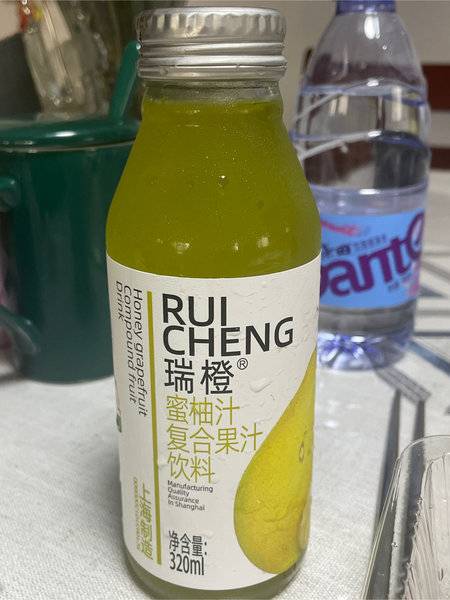 RUI
CHENG
瑞橙®
蜜柚汁
复合果汁
饮料
Manufacturing
Quality
Assurance
In Shanghai
净含量:
320ml
Honey grapefruit
Compound fruit
Drink
上海制造